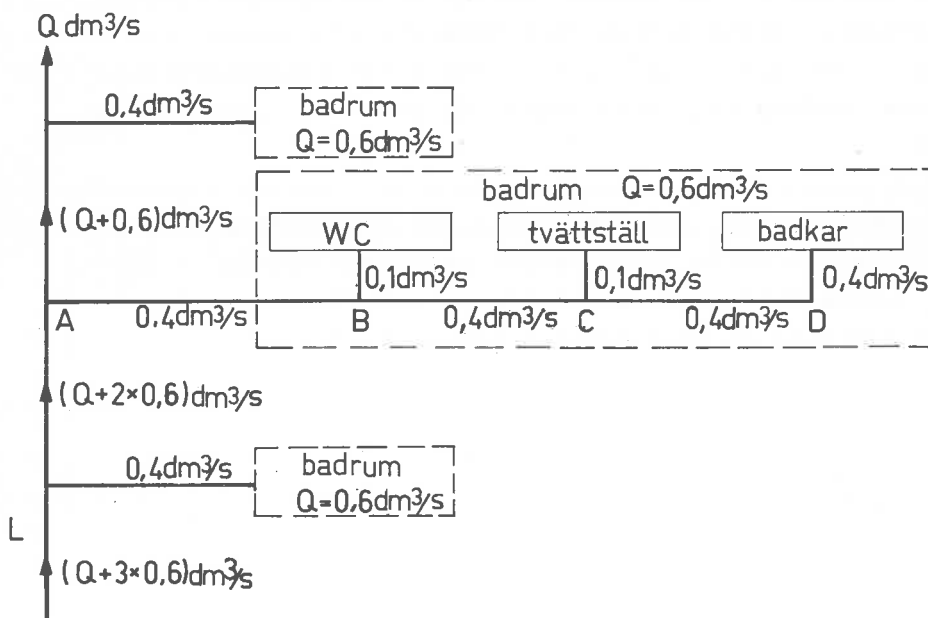 Q dm³/s
0,4dm³/s
badrum
Q=0,6dm³/s
badrum Q=0,6dm³/s
(Q+0,6)dm³/s
WC
tvättställ
badkar
0,1dm³/s
0,1dm³/s
0,4dm³/s
A
0.4dm³/s
B
0,4dm³/s
C
0,4dm³/s
D
(Q+2×0,6)dm³/s
0,4dm³/s
badrum
Q=0,6dm³/s
L
(Q+3×0,6)dm³/s